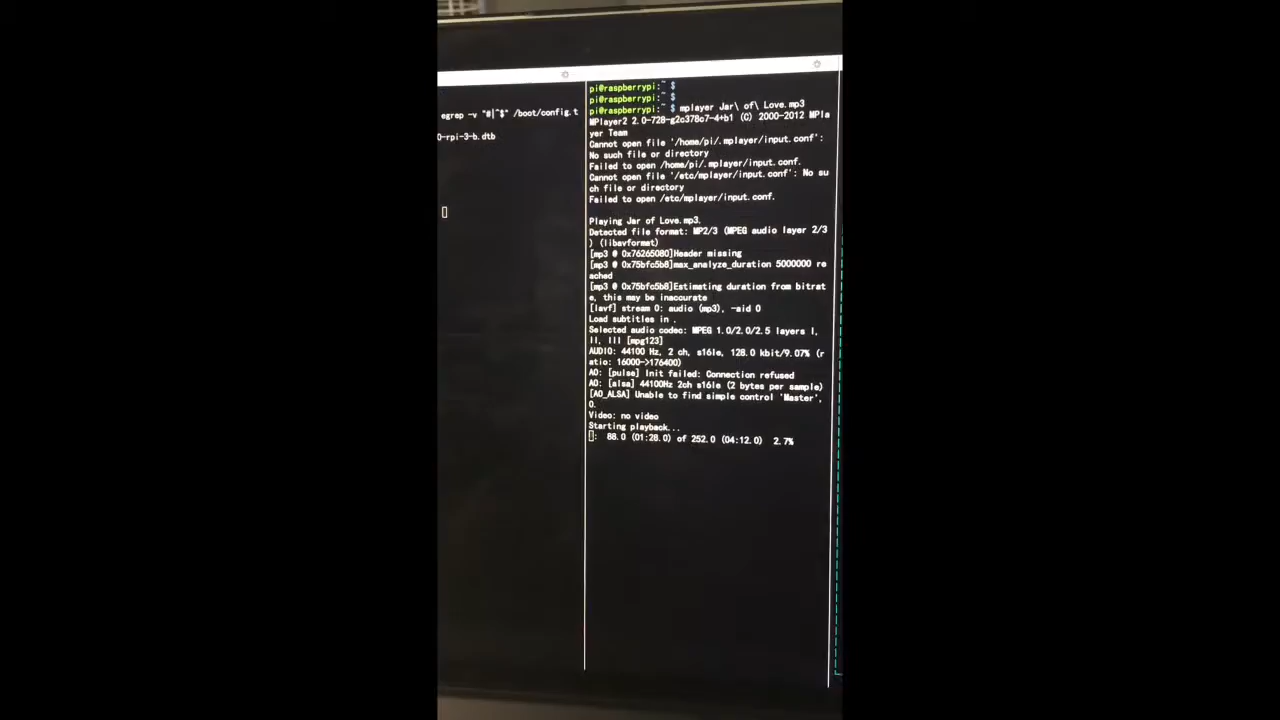 egrep -v "#|^$" /boot/config.t
0-rpi-3-b.dtb
pi@raspberrypi:~ $
pi@raspberrypi:~ $
pi@raspberrypi:~ $ mplayer Jar\ of\ Love.mp3
MPlayer2 2.0-728-g2c378c7-4+b1 (C) 2000-2012 MPla
yer Team
Cannot open file '/home/pi/.mplayer/input.conf':
No such file or directory
Failed to open /home/pi/.mplayer/input.conf.
Cannot open file '/etc/mplayer/input.conf': No su
ch file or directory
Failed to open /etc/mplayer/input.conf.
Playing Jar of Love.mp3.
Detected file format: MP2/3 (MPEG audio layer 2/3
) (libavformat)
[mp3 @ 0x76265080]Header missing
[mp3 @ 0x75bfc5b8]max_analyze_duration 5000000 re
ached
[mp3 @ 0x75bfc5b8]Estimating duration from bitrat
e, this may be inaccurate
[lavf] stream 0: audio (mp3), -aid 0
Load subtitles in .
Selected audio codec: MPEG 1.0/2.0/2.5 layers I,
II, III [mpg123]
AUDIO: 44100 Hz, 2 ch, s16le, 128.0 kbit/9.07% (r
atio: 16000->176400)
AO: [pulse] Init failed: Connection refused
AO: [alsa] 44100Hz 2ch s16le (2 bytes per sample)
[AO_ALSA] Unable to find simple control 'Master',
0.
Video: no video
Starting playback...
: 88.0 (01:28.0) of 252.0 (04:12.0) 2.7%